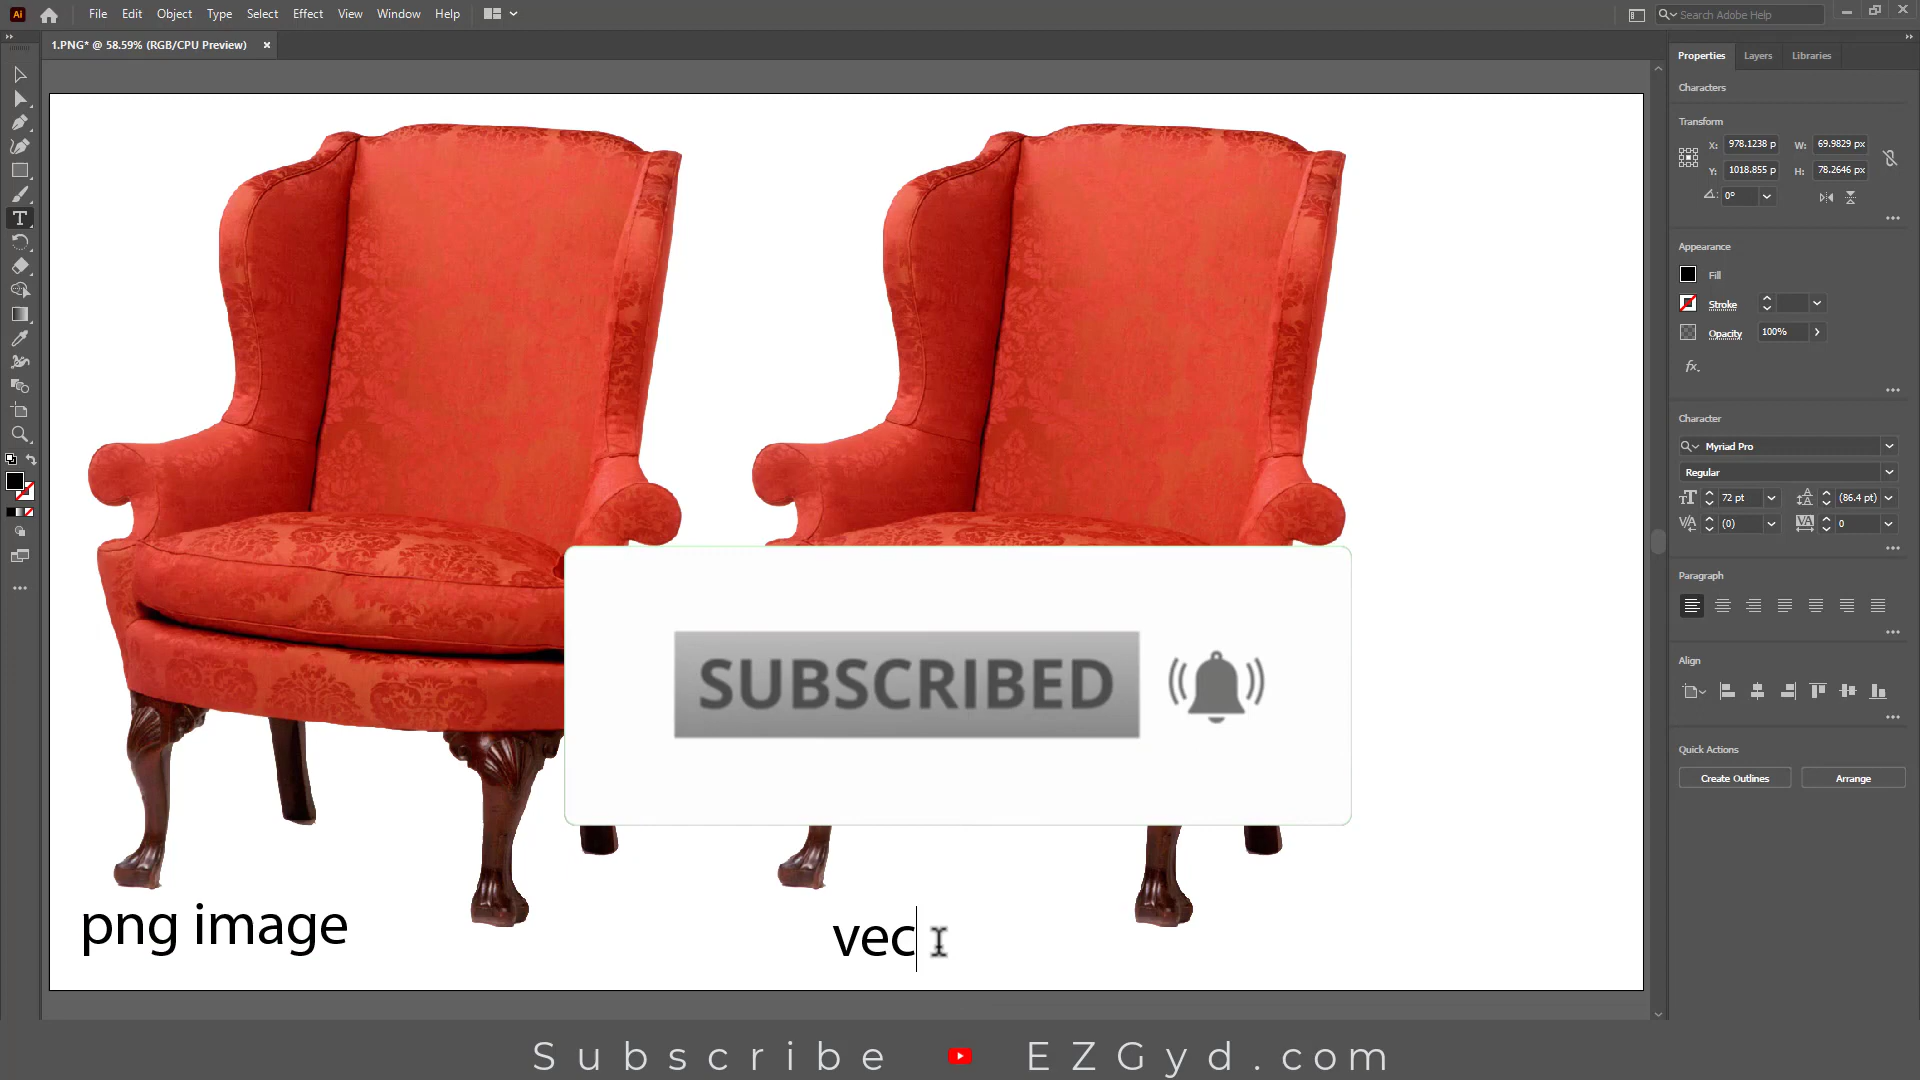 Ai File Edit Object Type Select Effect View Window Help Search Adobe Help
1.PNG* @ 58.59% (RGB/CPU Preview) ×
Properties Layers Libraries
Characters
Transform
X: 978.1238 p W: 69.9829 px
Y: 1018.855 p H: 78.2646 px
0°
Appearance
Fill
Stroke
Opacity 100%
fx.
Character
Myriad Pro
Regular
72 pt (86.4 pt)
(0) 0
Paragraph
Align
Quick Actions
Create Outlines Arrange
SUBSCRIBED
png image
vec
Subscribe EZGyd.com